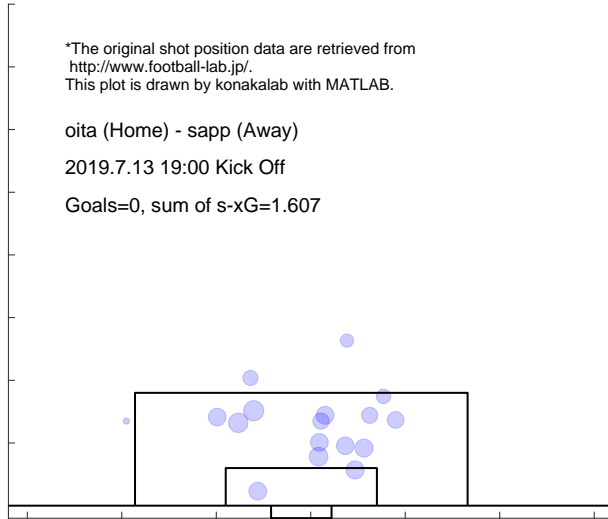 *The original shot position data are retrieved from
http://www.football-lab.jp/.
This plot is drawn by konakalab with MATLAB.
oita (Home) - sapp (Away)
2019.7.13 19:00 Kick Off
Goals=0, sum of s-xG=1.607